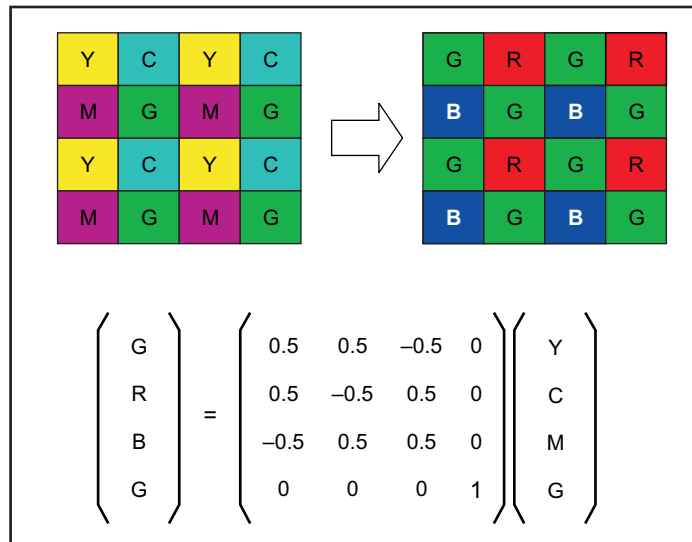 Y C Y C G R G R
M G M G B G B G
Y C Y C G R G R
M G M G B G B G
G 0.5 0.5 –0.5 0 Y
R 0.5 –0.5 0.5 0 C
=
B –0.5 0.5 0.5 0 M
G 0 0 0 1 G